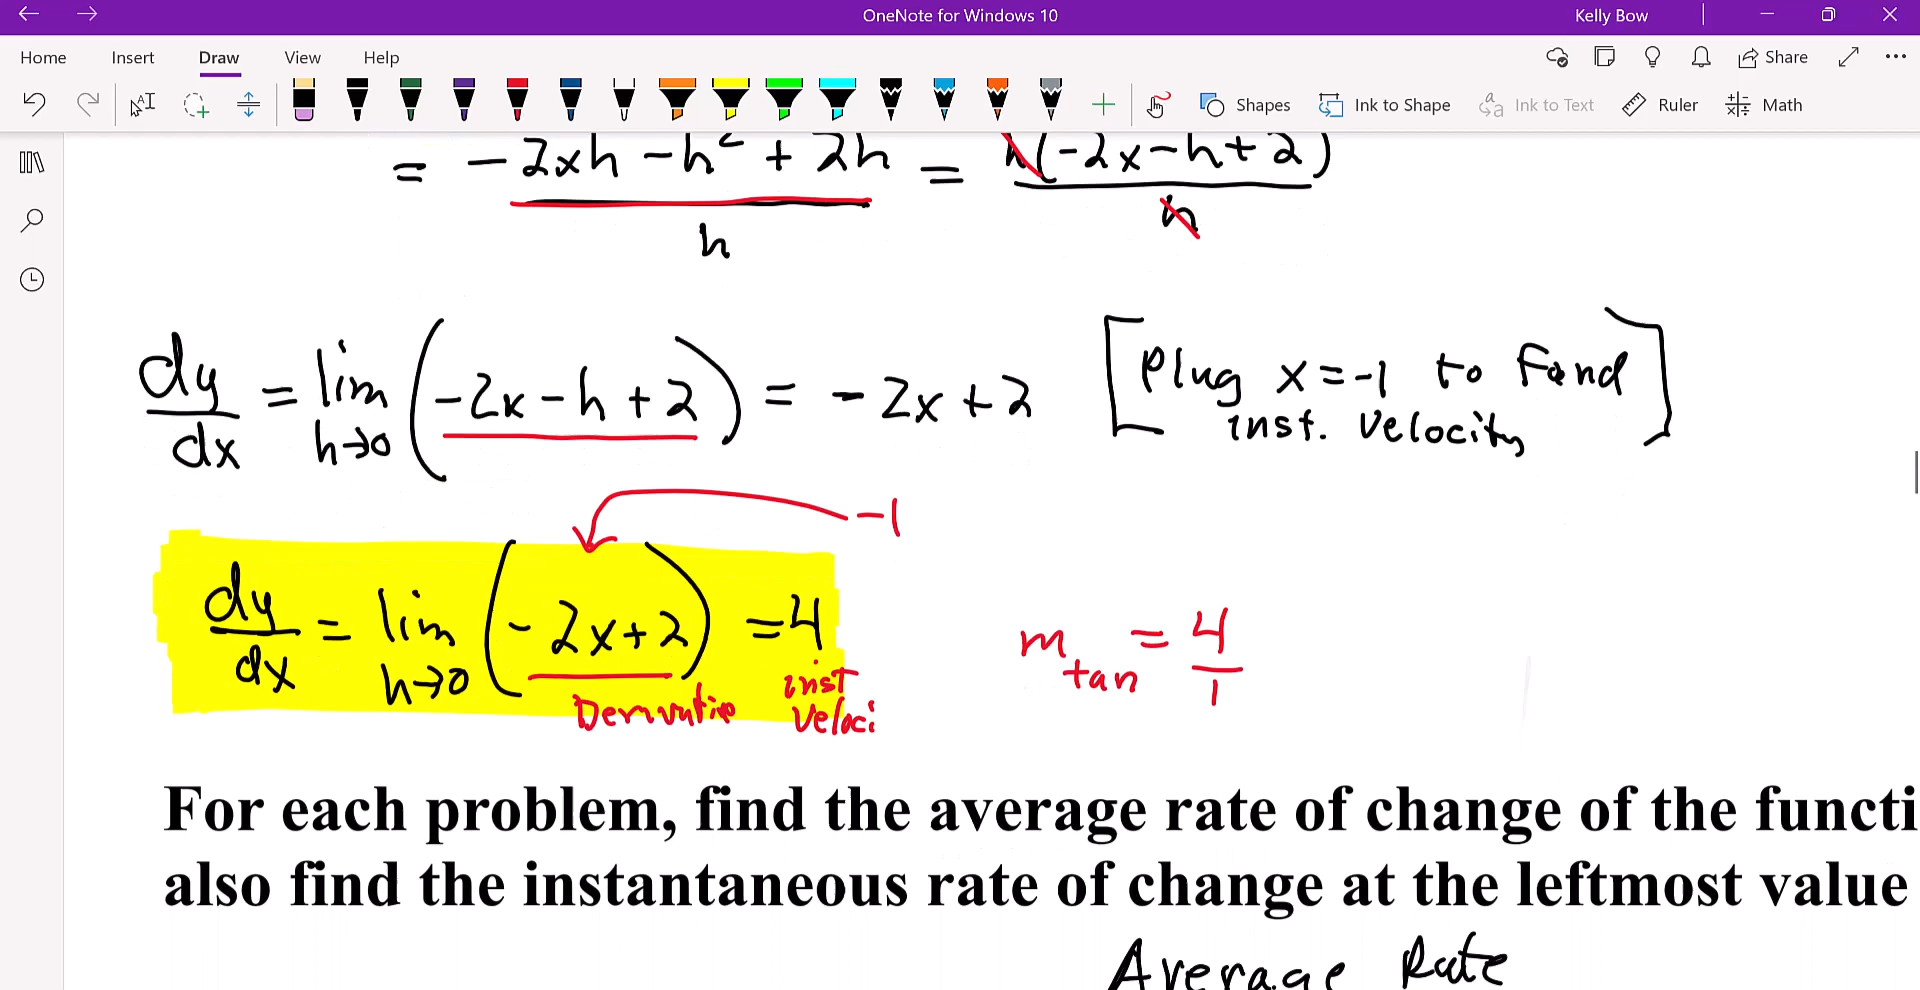 OneNote for Windows 10
Kelly Bow
Home Insert Draw View Help
Share
Shapes Ink to Shape Ink to Text Ruler Math
= -2xh -h² + 2h = h(-2x-h+2)
h h
dy = lim (-2x-h+2) = -2x+2 [Plug x=-1 to Find
dx h→0 inst. velocity]
-1
dy = lim (-2x+2) =4
dx h→0
Derivative inst
Veloci
m tan = 4
1
For each problem, find the average rate of change of the functi
also find the instantaneous rate of change at the leftmost value
Average Rate